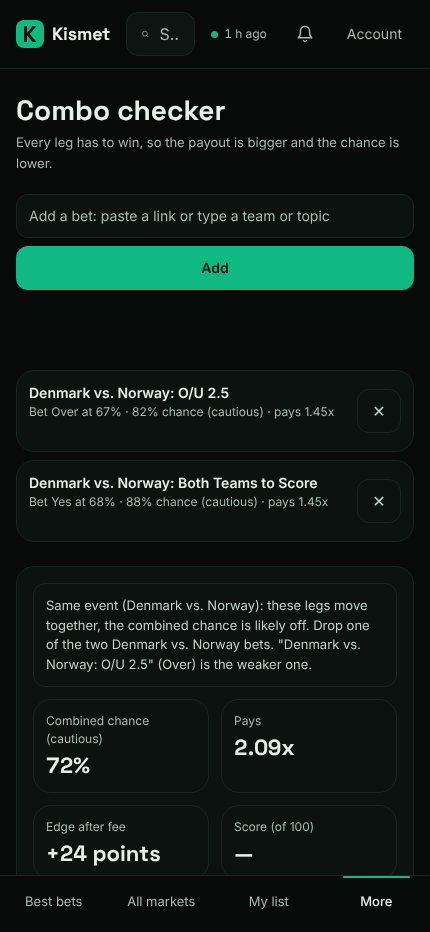 Kismet
S..
1 h ago
Account
Combo checker
Every leg has to win, so the payout is bigger and the chance is
lower.
Add a bet: paste a link or type a team or topic
Add
Denmark vs. Norway: O/U 2.5
Bet Over at 67% · 82% chance (cautious) · pays 1.45x
Denmark vs. Norway: Both Teams to Score
Bet Yes at 68% · 88% chance (cautious) · pays 1.45x
Same event (Denmark vs. Norway): these legs move
together, the combined chance is likely off. Drop one
of the two Denmark vs. Norway bets. "Denmark vs.
Norway: O/U 2.5" (Over) is the weaker one.
Combined chance
(cautious)
72%
Pays
2.09x
Edge after fee
+24 points
Score (of 100)
—
Best bets
All markets
My list
More